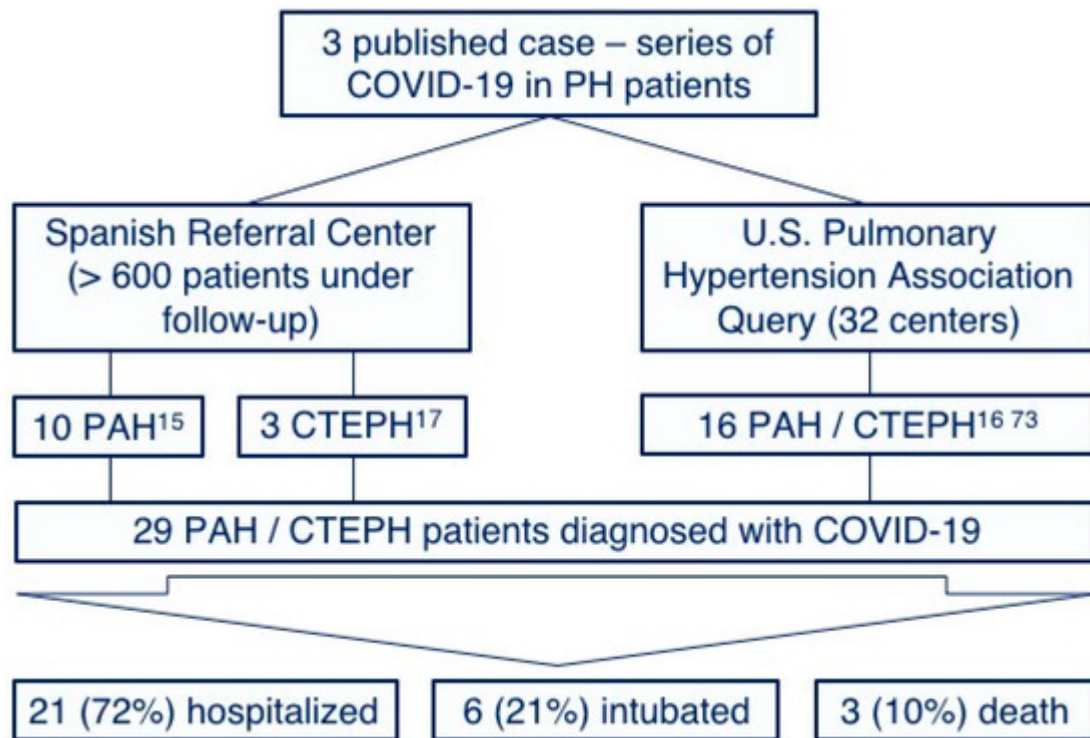 3 published case – series of
COVID-19 in PH patients
Spanish Referral Center
(> 600 patients under
follow-up)
U.S. Pulmonary
Hypertension Association
Query (32 centers)
10 PAH¹⁵
3 CTEPH¹⁷
16 PAH / CTEPH¹⁶ ⁷³
29 PAH / CTEPH patients diagnosed with COVID-19
21 (72%) hospitalized
6 (21%) intubated
3 (10%) death